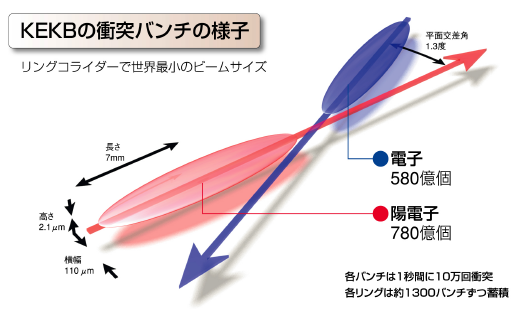 KEKBの衝突バンチの様子
リングコライダーで世界最小のビームサイズ
平面交差角
1.3度
長さ
7mm
電子
580億個
高さ
2.1μm
陽電子
780億個
横幅
110μm
各バンチは1秒間に10万回衝突
各リングは約1300バンチずつ蓄積